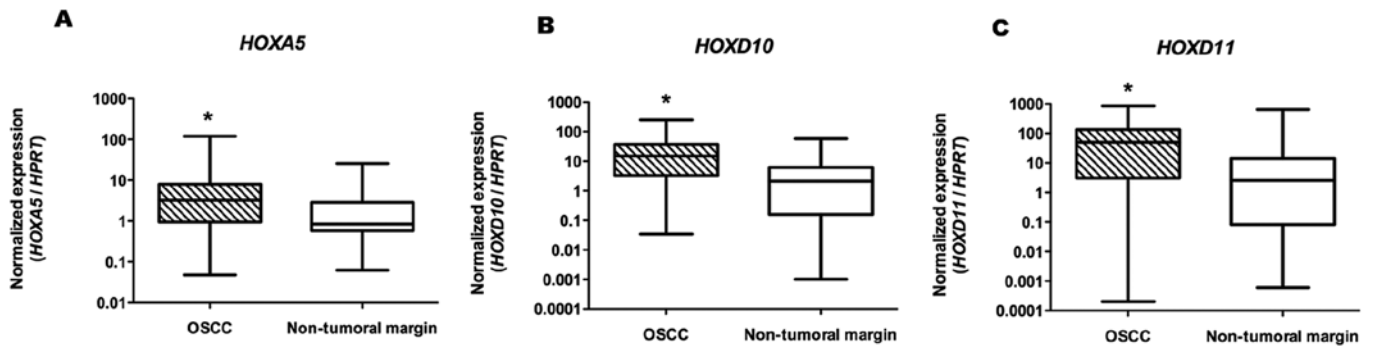 A
HOXA5
Normalized expression
(HOXA5 / HPRT)
1000
100
10
1
0.1
0.01
*
OSCC
Non-tumoral margin
B
HOXD10
Normalized expression
(HOXD10 / HPRT)
1000
100
10
1
0.1
0.01
0.001
0.0001
*
OSCC
Non-tumoral margin
C
HOXD11
Normalized expression
(HOXD11 / HPRT)
1000
100
10
1
0.1
0.01
0.001
0.0001
*
OSCC
Non-tumoral margin